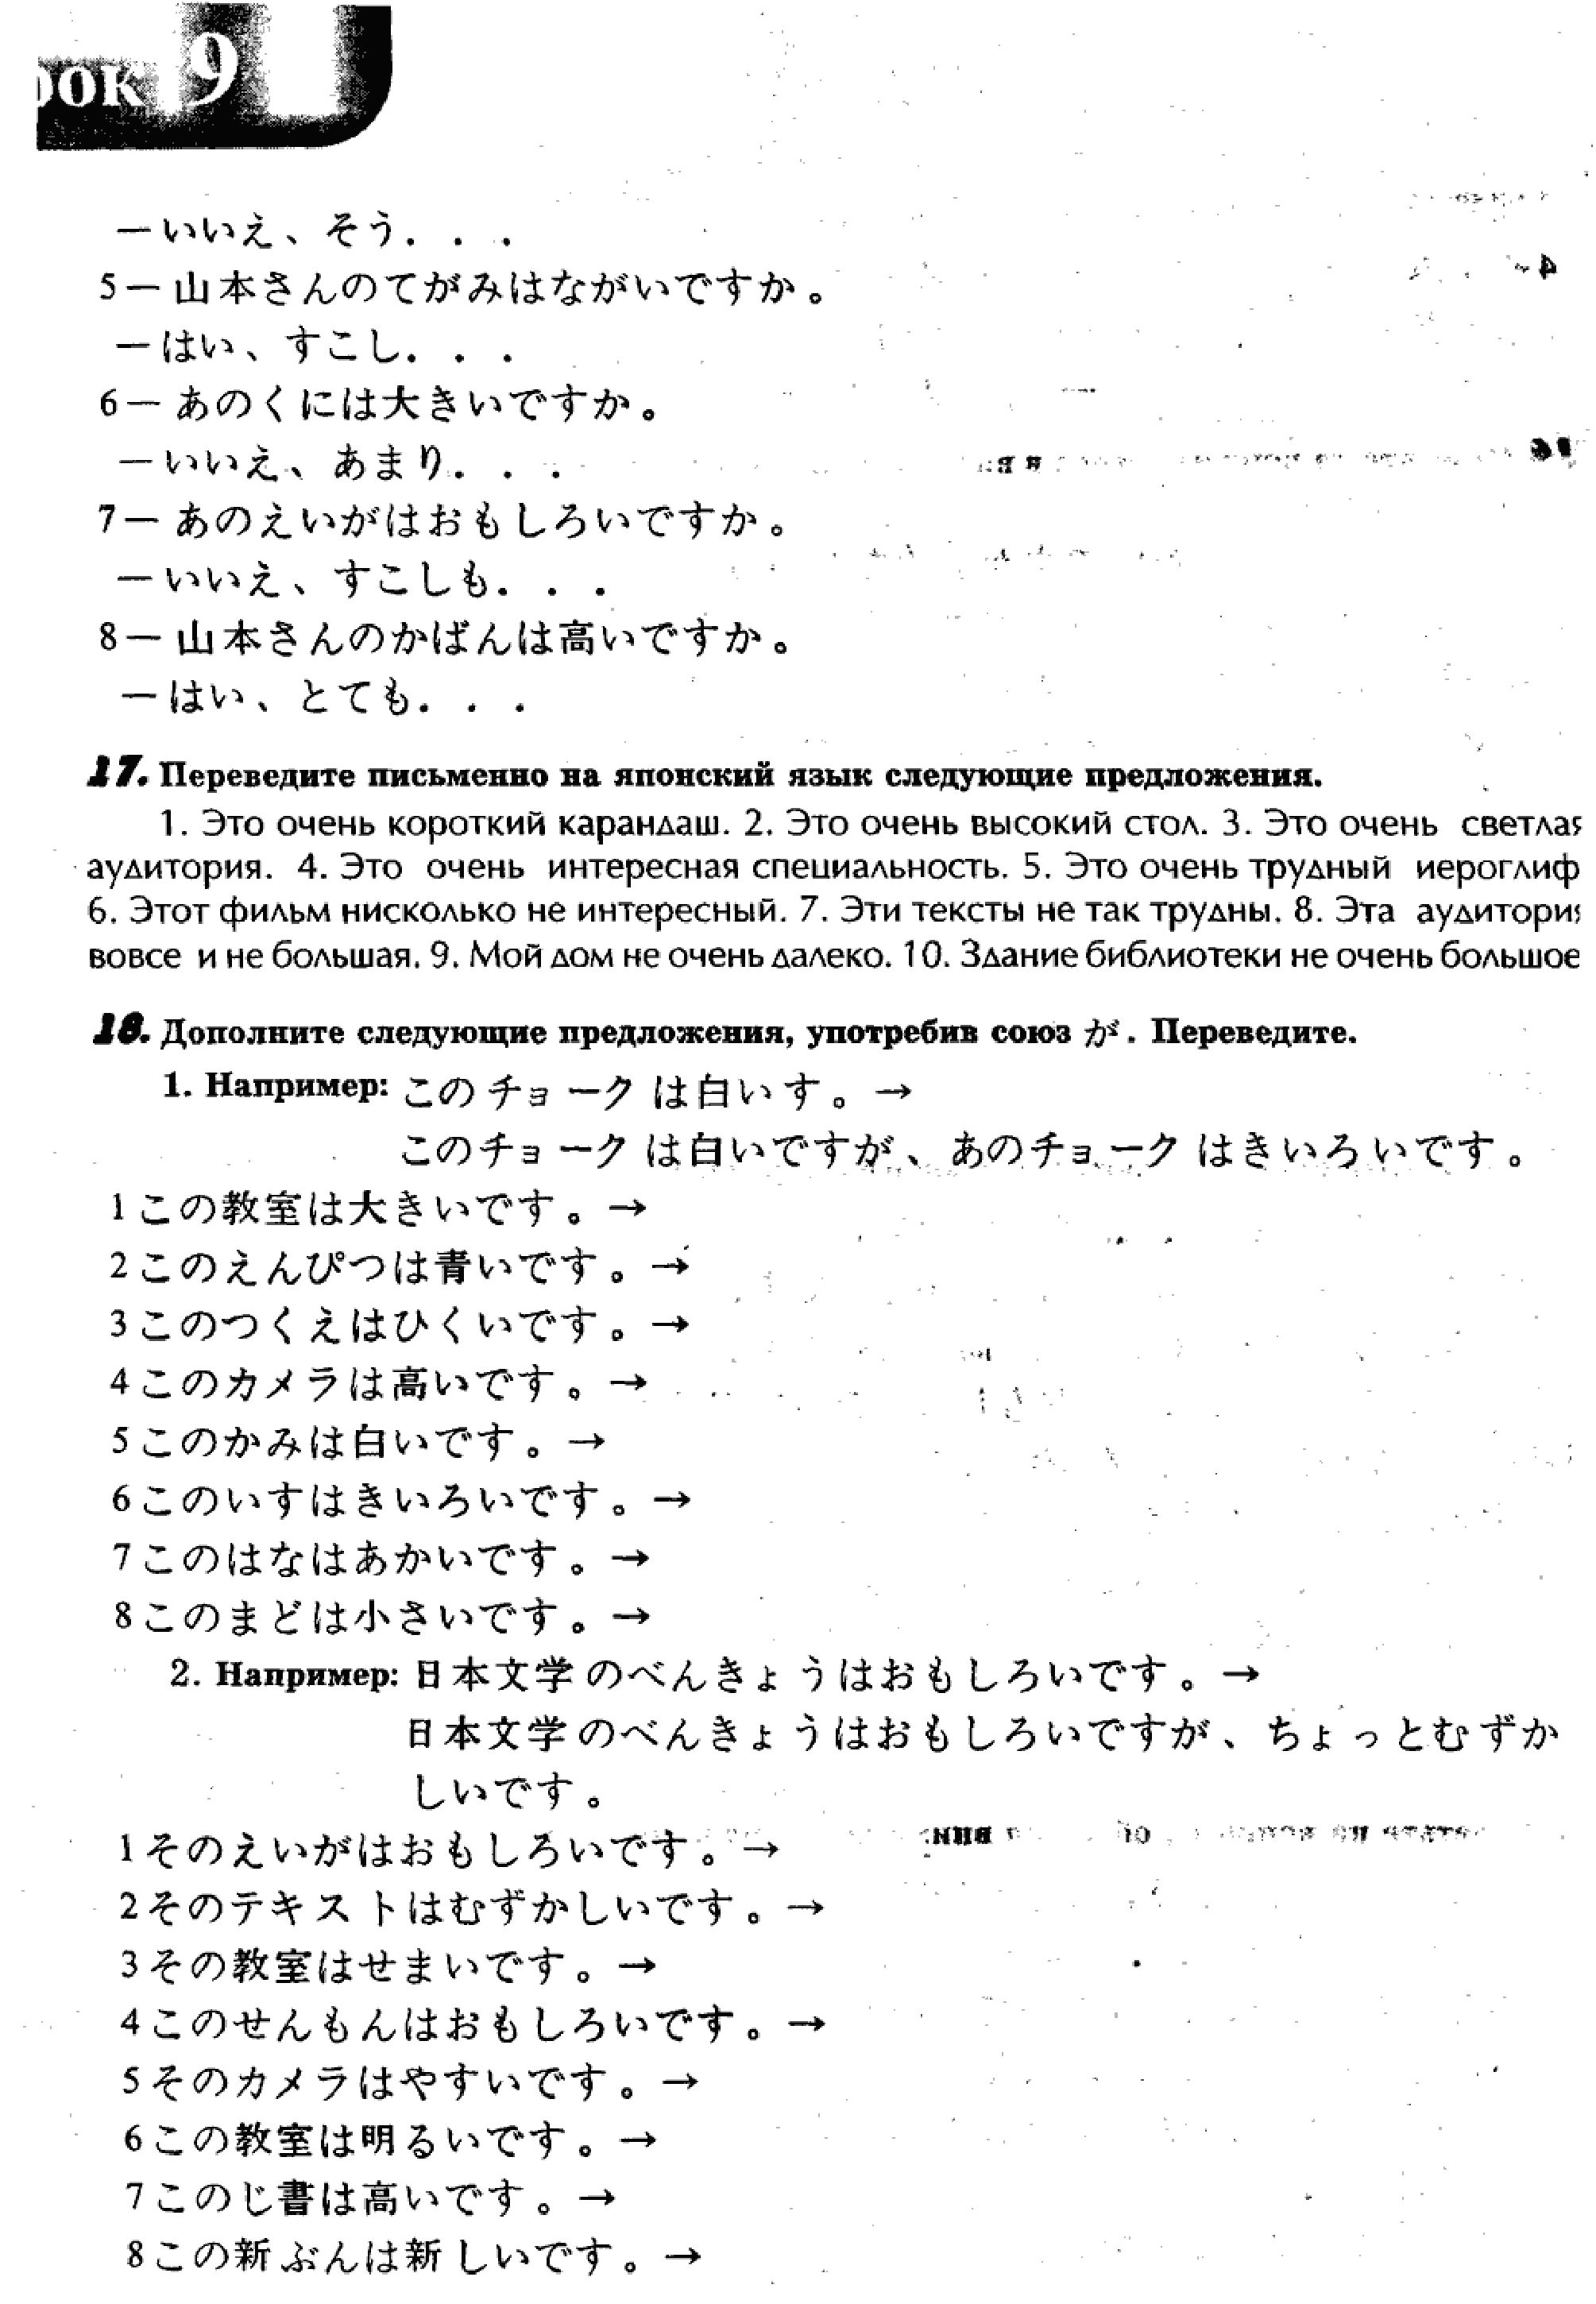 ОК 9
ーいいえ、そう. . .
5ー山本さんのてがみはながいですか。
ーはい、すこし. . .
6ーあのくには大きいですか。
ーいいえ、あまり. . .
7ーあのえいがはおもしろいですか。
ーいいえ、すこしも. . .
8ー山本さんのかばんは高いですか。
ーはい、とても. . .
17. Переведите письменно на японский язык следующие предложения.
1. Это очень короткий карандаш. 2. Это очень высокий стол. 3. Это очень светлая
аудитория. 4. Это очень интересная специальность. 5. Это очень трудный иероглиф
6. Этот фильм нисколько не интересный. 7. Эти тексты не так трудны. 8. Эта аудитория
вовсе и не большая. 9. Мой дом не очень далеко. 10. Здание библиотеки не очень большое
18. Дополните следующие предложения, употребив союз が. Переведите.
1. Например: このチョークは白いす。→
このチョークは白いですが、あのチョークはきいろいです。
1この教室は大きいです。→
2このえんぴつは青いです。→
3このつくえはひくいです。→
4このカメラは高いです。→
5このかみは白いです。→
6このいすはきいろいです。→
7このはなはあかいです。→
8このまどは小さいです。→
2. Например: 日本文学のべんきょうはおもしろいです。→
日本文学のべんきょうはおもしろいですが、ちょっとむずか
しいです。
1そのえいがはおもしろいです。→
2そのテキストはむずかしいです。→
3その教室はせまいです。→
4このせんもんはおもしろいです。→
5そのカメラはやすいです。→
6この教室は明るいです。→
7このじ書は高いです。→
8この新ぶんは新しいです。→